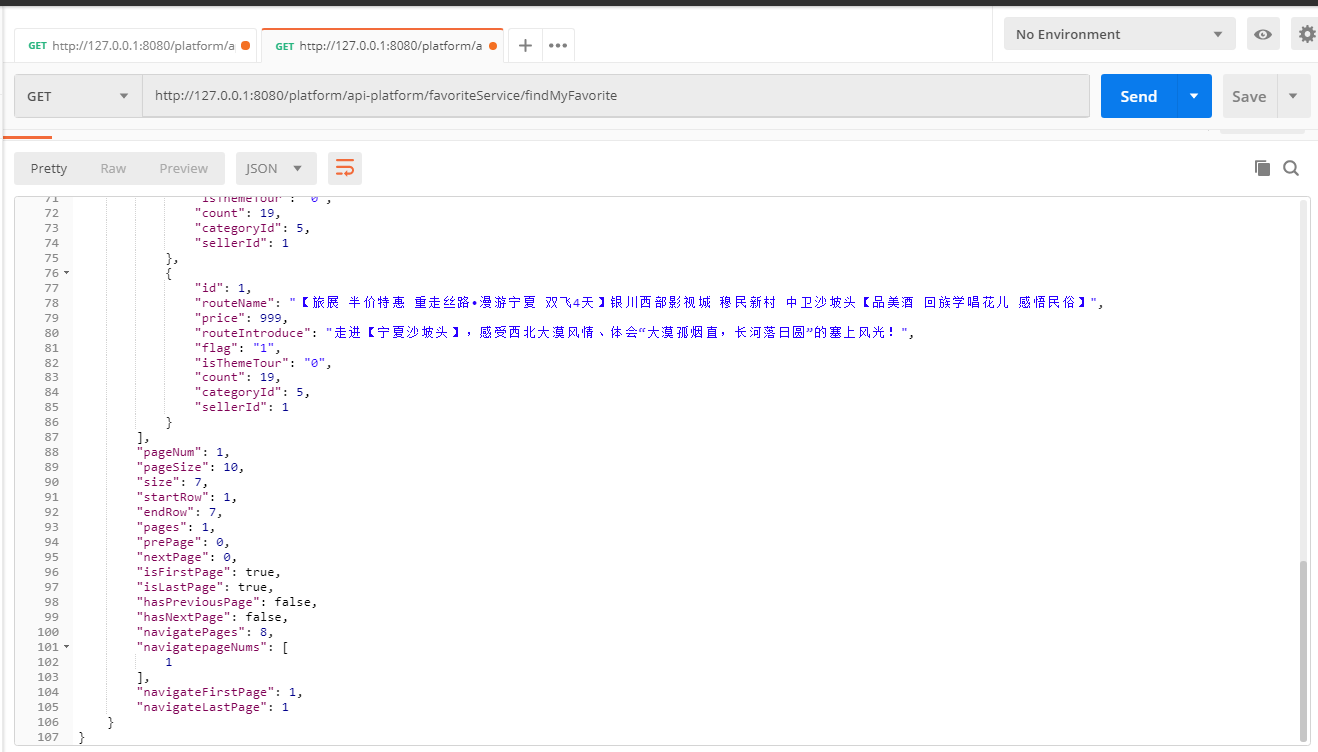 GET http://127.0.0.1:8080/platform/a
GET http://127.0.0.1:8080/platform/a
No Environment
GET
http://127.0.0.1:8080/platform/api-platform/favoriteService/findMyFavorite
Send
Save
Pretty
Raw
Preview
JSON
71 "isThemeTour": "0",
72 "count": 19,
73 "categoryId": 5,
74 "sellerId": 1
75 },
76 {
77 "id": 1,
78 "routeName": "【旅展 半价特惠 重走丝路•漫游宁夏 双飞4天】银川西部影视城 穆民新村 中卫沙坡头【品美酒 回族学唱花儿 感悟民俗】",
79 "price": 999,
80 "routeIntroduce": "走进【宁夏沙坡头】，感受西北大漠风情、体会“大漠孤烟直，长河落日圆”的塞上风光！",
81 "flag": "1",
82 "isThemeTour": "0",
83 "count": 19,
84 "categoryId": 5,
85 "sellerId": 1
86 }
87 ],
88 "pageNum": 1,
89 "pageSize": 10,
90 "size": 7,
91 "startRow": 1,
92 "endRow": 7,
93 "pages": 1,
94 "prePage": 0,
95 "nextPage": 0,
96 "isFirstPage": true,
97 "isLastPage": true,
98 "hasPreviousPage": false,
99 "hasNextPage": false,
100 "navigatePages": 8,
101 "navigatepageNums": [
102 1
103 ],
104 "navigateFirstPage": 1,
105 "navigateLastPage": 1
106 }
107 }